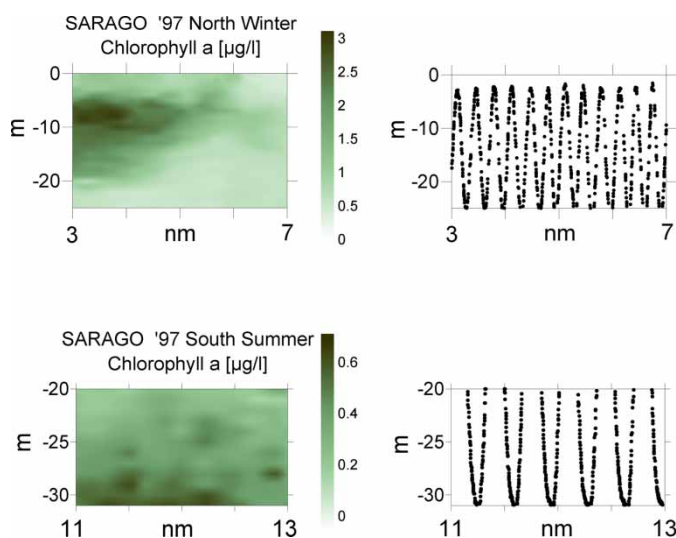 SARAGO '97 North Winter
Chlorophyll a [µg/l]
3
2.5
2
1.5
1
0.5
0
0
-10
-20
m
3
nm
7
0
-10
-20
m
3
nm
7
SARAGO '97 South Summer
Chlorophyll a [µg/l]
0.6
0.4
0.2
0
-20
-25
-30
m
11
nm
13
-20
-25
-30
m
11
nm
13